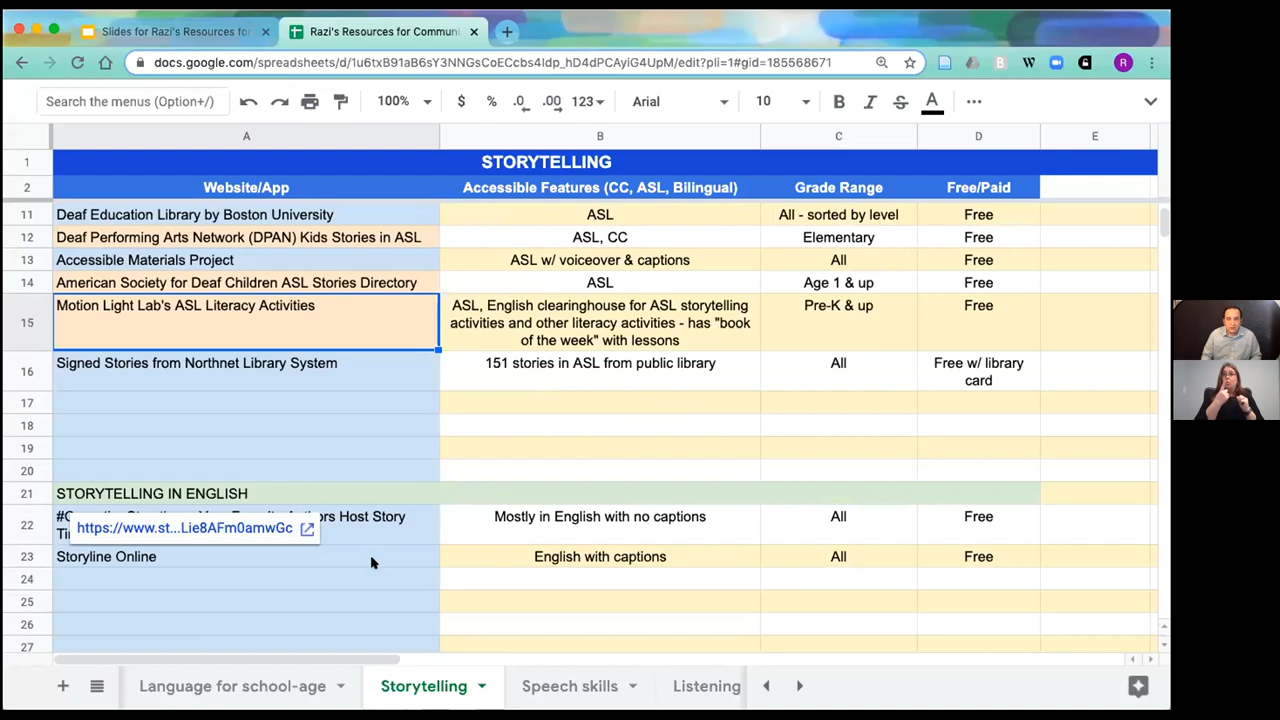 Slides for Razi's Resources for
Razi's Resources for Communi
docs.google.com/spreadsheets/d/1u6txB91aB6sY3NNGsCoECcbs4Idp_hD4dPCAyiG4UpM/edit?pli=1#gid=185568671
R
Search the menus (Option+/)
100%
$ % .0 .00 123
Arial
10
B I S A
A B C D E
1 STORYTELLING
2 Website/App Accessible Features (CC, ASL, Bilingual) Grade Range Free/Paid
11 Deaf Education Library by Boston University ASL All - sorted by level Free
12 Deaf Performing Arts Network (DPAN) Kids Stories in ASL ASL, CC Elementary Free
13 Accessible Materials Project ASL w/ voiceover & captions All Free
14 American Society for Deaf Children ASL Stories Directory ASL Age 1 & up Free
15 Motion Light Lab's ASL Literacy Activities ASL, English clearinghouse for ASL storytelling Pre-K & up Free
activities and other literacy activities - has "book
of the week" with lessons
16 Signed Stories from Northnet Library System 151 stories in ASL from public library All Free w/ library
card
17
18
19
20
21 STORYTELLING IN ENGLISH
22 Host Story Mostly in English with no captions All Free
https://www.st...Lie8AFm0amwGc
23 Storyline Online English with captions All Free
24
25
26
27
Language for school-age Storytelling Speech skills Listening